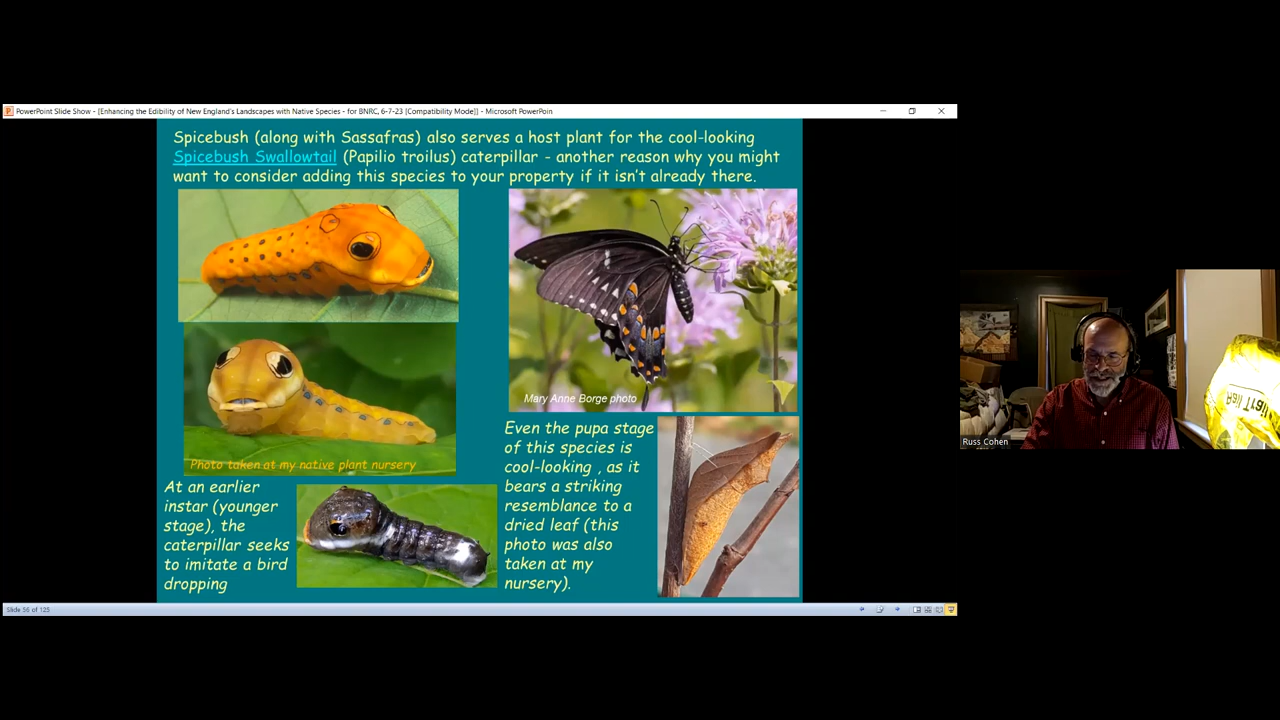 PowerPoint Slide Show - [Enhancing the Edibility of New England's Landscapes with Native Species - for BNRC, 6-7-23 [Compatibility Mode]] - Microsoft PowerPoin
Spicebush (along with Sassafras) also serves a host plant for the cool-looking
Spicebush Swallowtail (Papilio troilus) caterpillar - another reason why you might
want to consider adding this species to your property if it isn't already there.
Mary Anne Borge photo
Photo taken at my native plant nursery
At an earlier
instar (younger
stage), the
caterpillar seeks
to imitate a bird
dropping
Even the pupa stage
of this species is
cool-looking , as it
bears a striking
resemblance to a
dried leaf (this
photo was also
taken at my
nursery).
Slide 56 of 125
Russ Cohen